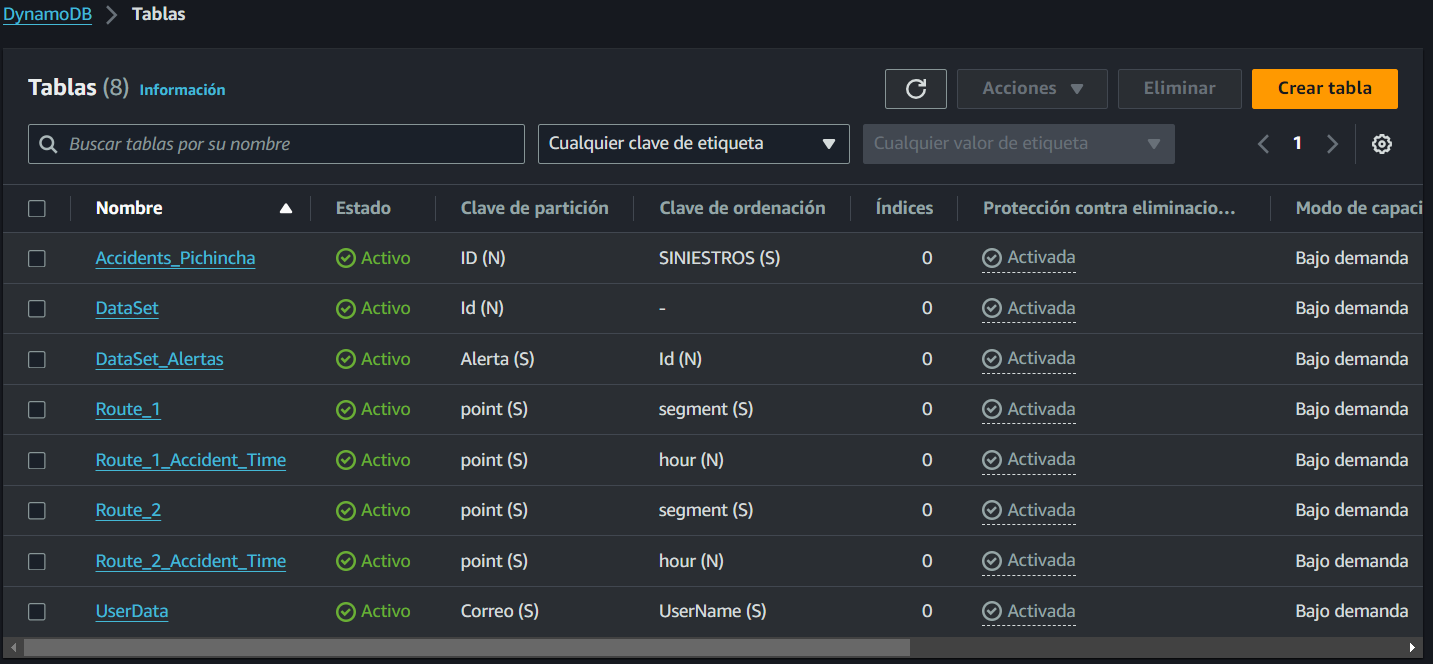 DynamoDB > Tablas
Tablas (8) Información
Acciones
Eliminar
Crear tabla
Buscar tablas por su nombre
Cualquier clave de etiqueta
Cualquier valor de etiqueta
1
Nombre Estado Clave de partición Clave de ordenación Índices Protección contra eliminacio... Modo de capaci
Accidents_Pichincha Activo ID (N) SINIESTROS (S) 0 Activada Bajo demanda
DataSet Activo Id (N) - 0 Activada Bajo demanda
DataSet_Alertas Activo Alerta (S) Id (N) 0 Activada Bajo demanda
Route_1 Activo point (S) segment (S) 0 Activada Bajo demanda
Route_1_Accident_Time Activo point (S) hour (N) 0 Activada Bajo demanda
Route_2 Activo point (S) segment (S) 0 Activada Bajo demanda
Route_2_Accident_Time Activo point (S) hour (N) 0 Activada Bajo demanda
UserData Activo Correo (S) UserName (S) 0 Activada Bajo demanda